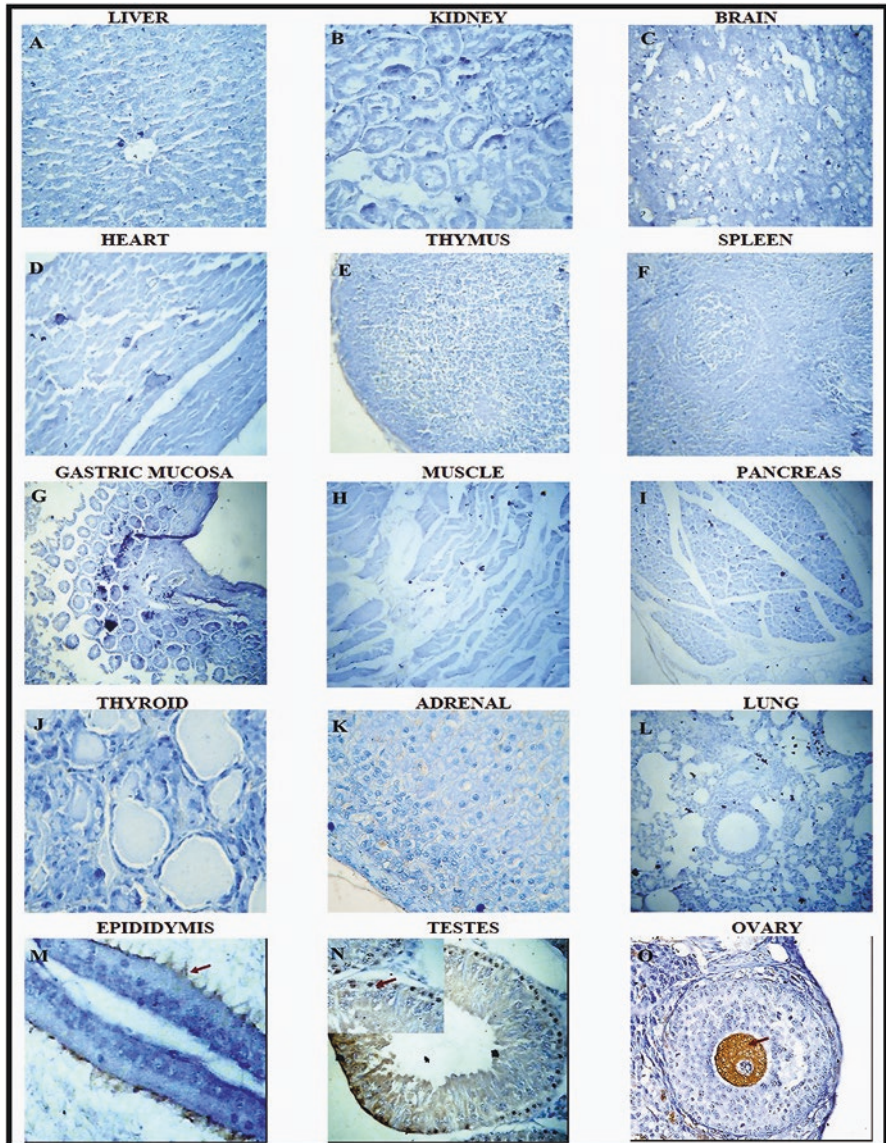 LIVER KIDNEY BRAIN
A B C
HEART THYMUS SPLEEN
D E F
GASTRIC MUCOSA MUSCLE PANCREAS
G H I
THYROID ADRENAL LUNG
J K L
EPIDIDYMIS TESTES OVARY
M N O